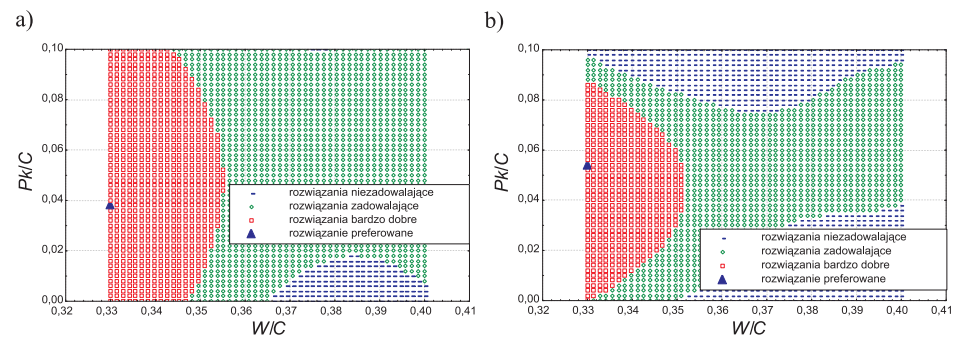 a)
0,10
0,08
0,06
0,04
0,02
0,00
Pk/C
rozwiązania niezadowalające
rozwiązania zadowalające
rozwiązania bardzo dobre
rozwiązanie preferowane
0,32 0,33 0,34 0,35 0,36 0,37 0,38 0,39 0,40 0,41
W/C
b)
0,10
0,08
0,06
0,04
0,02
0,00
Pk/C
rozwiązania niezadowalające
rozwiązania zadowalające
rozwiązania bardzo dobre
rozwiązanie preferowane
0,32 0,33 0,34 0,35 0,36 0,37 0,38 0,39 0,40 0,41
W/C